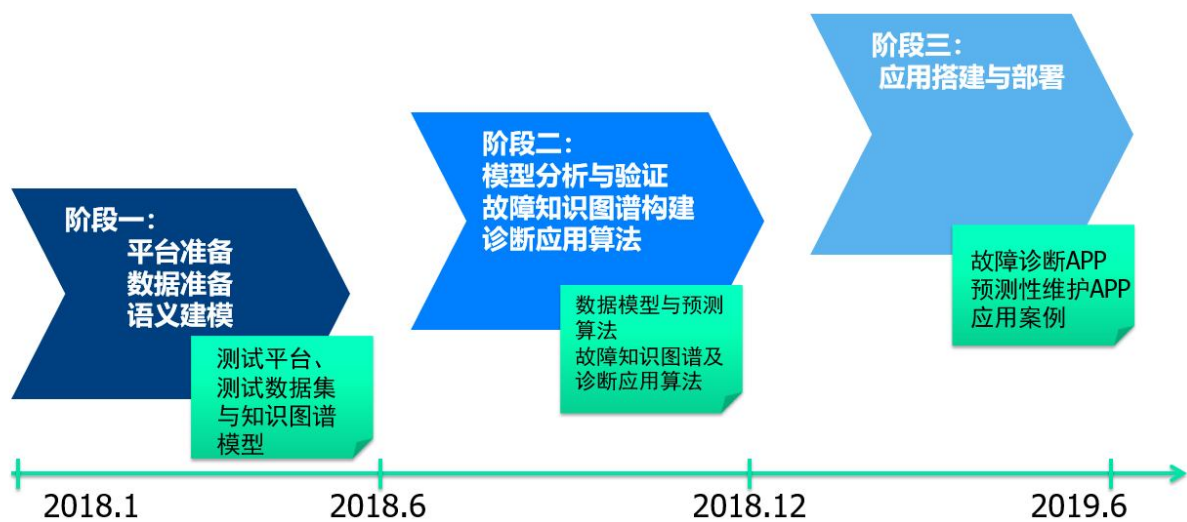 阶段一：
平台准备
数据准备
语义建模
测试平台、
测试数据集
与知识图谱
模型
阶段二：
模型分析与验证
故障知识图谱构建
诊断应用算法
数据模型与预测
算法
故障知识图谱及
诊断应用算法
阶段三：
应用搭建与部署
故障诊断APP
预测性维护APP
应用案例
2018.1
2018.6
2018.12
2019.6